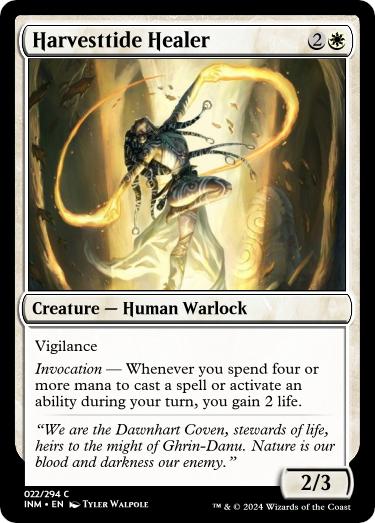 Harvesttide Healer 2
Creature — Human Warlock
Vigilance
Invocation — Whenever you spend four or
more mana to cast a spell or activate an
ability during your turn, you gain 2 life.
“We are the Dawnhart Coven, stewards of life,
heirs to the might of Ghrin-Danu. Nature is our
blood and darkness our enemy.”
2/3
022/294 C
INM • EN Tyler Walpole ™ & © 2024 Wizards of the Coast